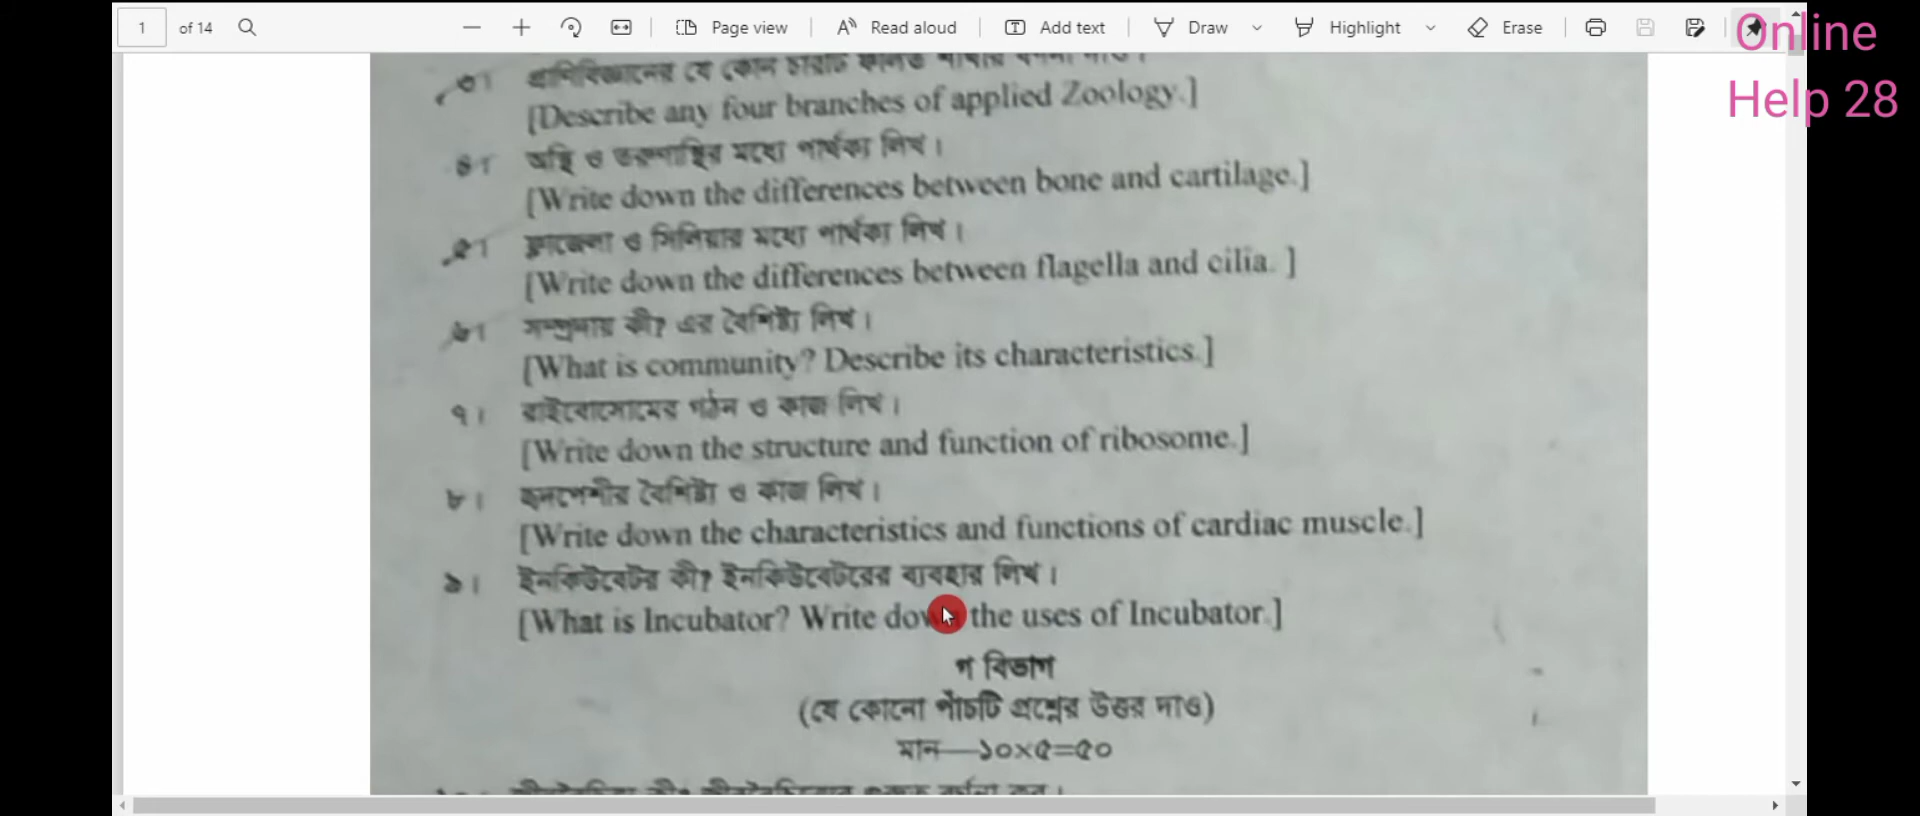 1 of 14 Page view Read aloud Add text Draw Highlight Erase
Online
Help 28
৩। প্রাণিবিজ্ঞানের যে কোন চারটি ফলিত শাখার বর্ণনা দাও।
[Describe any four branches of applied Zoology.]
৪। অস্থি ও তরুণাস্থির মধ্যে পার্থক্য লিখ।
[Write down the differences between bone and cartilage.]
৫। ফ্লাজেলা ও সিলিয়ার মধ্যে পার্থক্য লিখ।
[Write down the differences between flagella and cilia. ]
৬। সম্প্রদায় কী? এর বৈশিষ্ট্য লিখ।
[What is community? Describe its characteristics.]
৭। রাইবোসোমের গঠন ও কাজ লিখ।
[Write down the structure and function of ribosome.]
৮। হৃদপেশীর বৈশিষ্ট্য ও কাজ লিখ।
[Write down the characteristics and functions of cardiac muscle.]
৯। ইনকিউবেটর কী? ইনকিউবেটরের ব্যবহার লিখ।
[What is Incubator? Write down the uses of Incubator.]
গ বিভাগ
(যে কোনো পাঁচটি প্রশ্নের উত্তর দাও)
মান—১০×৫=৫০